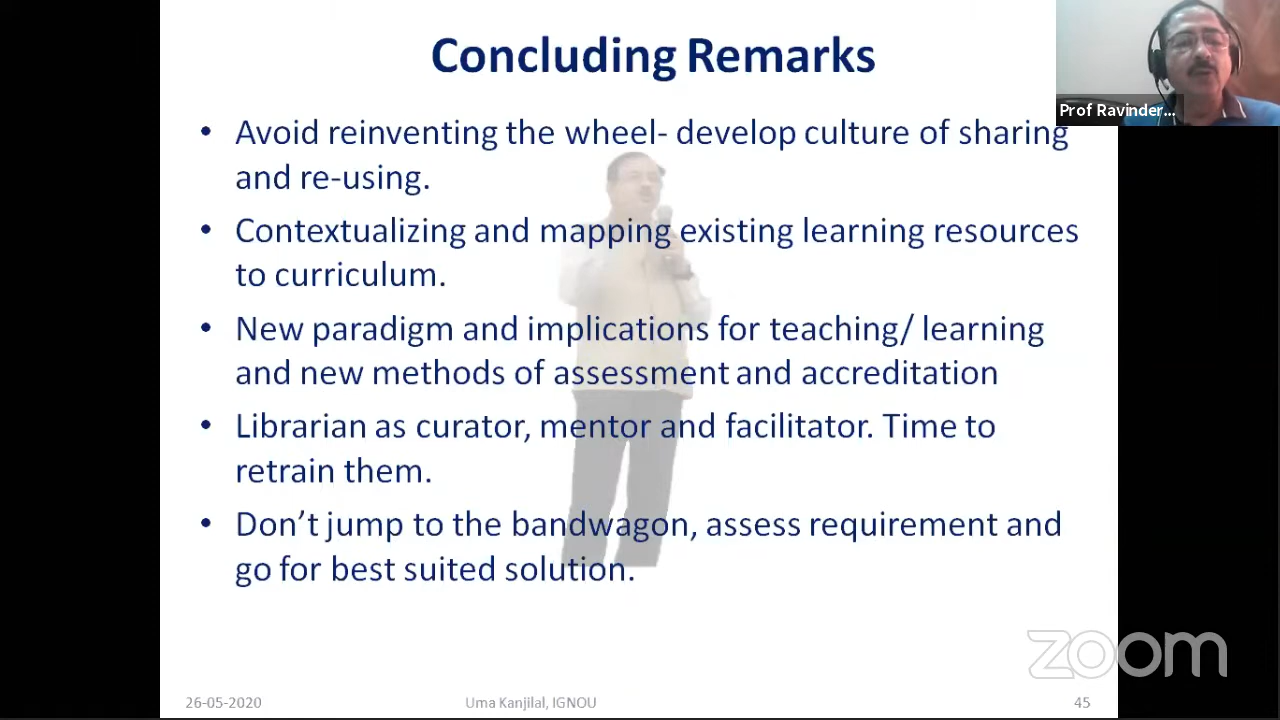 Concluding Remarks
Prof Ravinder...
• Avoid reinventing the wheel- develop culture of sharing
and re-using.
• Contextualizing and mapping existing learning resources
to curriculum.
• New paradigm and implications for teaching/ learning
and new methods of assessment and accreditation
• Librarian as curator, mentor and facilitator. Time to
retrain them.
• Don’t jump to the bandwagon, assess requirement and
go for best suited solution.
zoom
26-05-2020 Uma Kanjilal, IGNOU 45